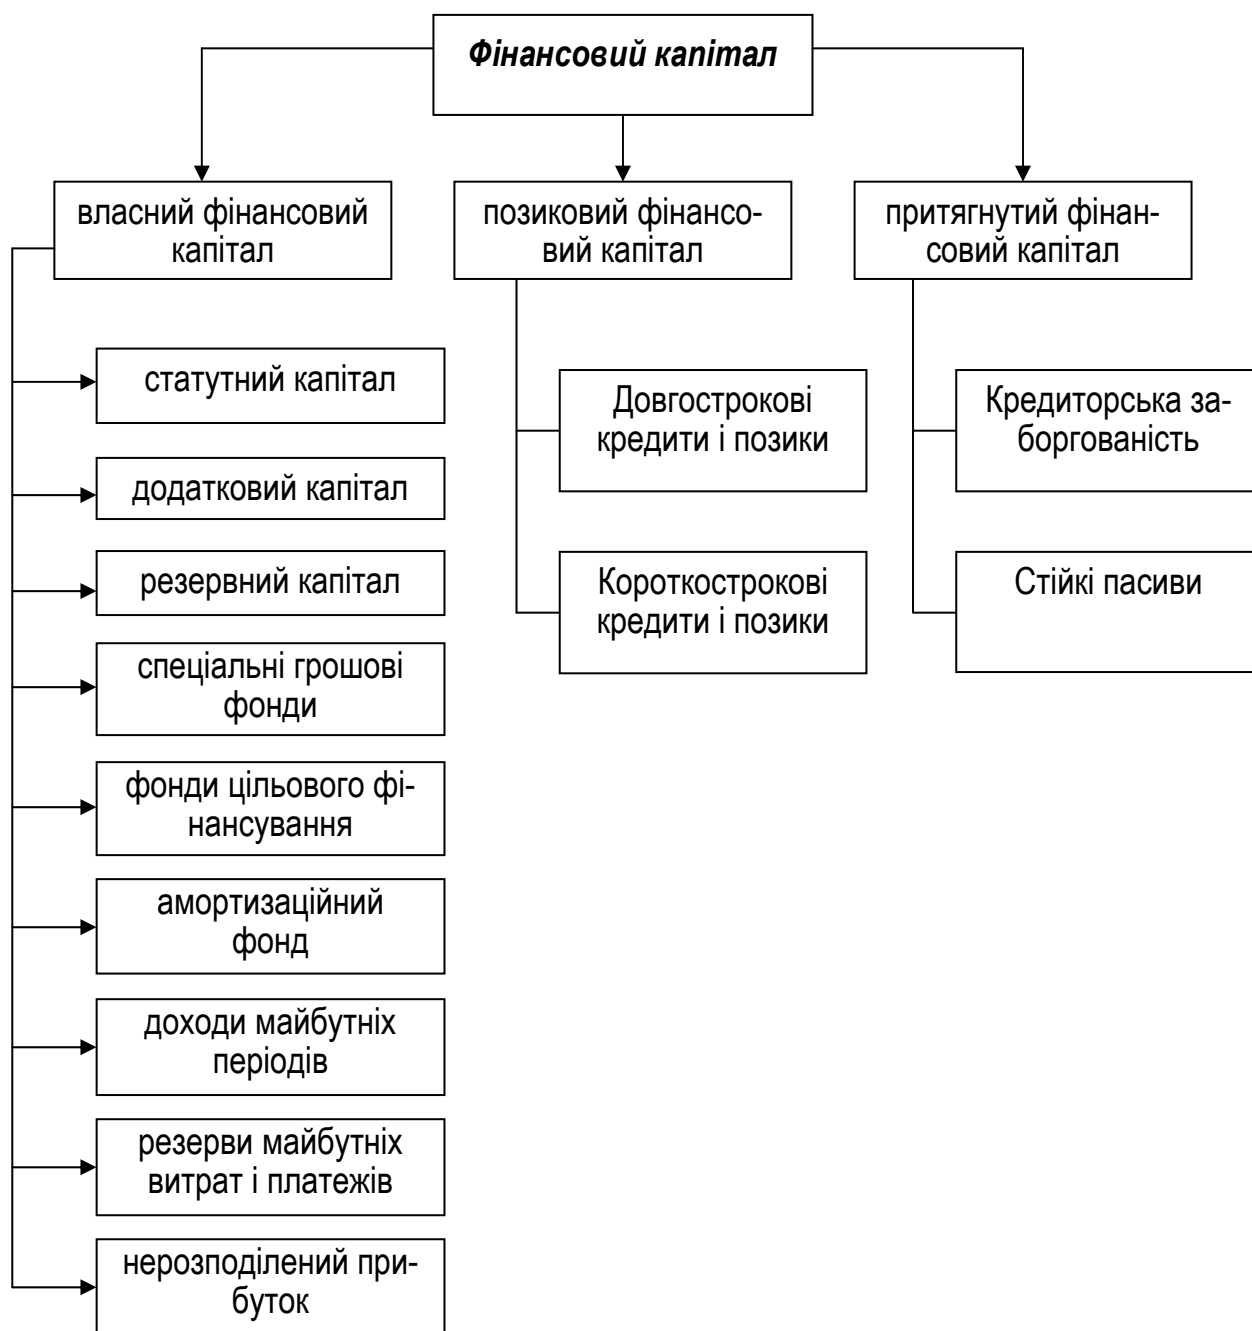 Фінансовий капітал
власний фінансовий
капітал
позиковий фінансо-
вий капітал
притягнутий фінан-
совий капітал
статутний капітал
додатковий капітал
резервний капітал
спеціальні грошові
фонди
фонди цільового фі-
нансування
амортизаційний
фонд
доходи майбутніх
періодів
резерви майбутніх
витрат і платежів
нерозподілений при-
буток
Довгострокові
кредити і позики
Короткострокові
кредити і позики
Кредиторська за-
боргованість
Стійкі пасиви